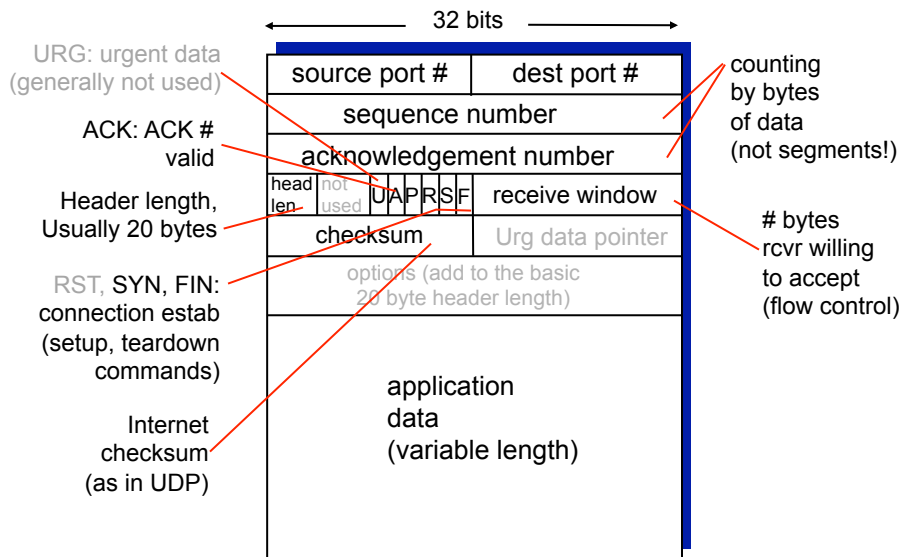 32 bits
URG: urgent data
(generally not used)
source port #
dest port #
counting
by bytes
of data
(not segments!)
sequence number
ACK: ACK #
valid
acknowledgement number
Header length,
Usually 20 bytes
head
len
not
used
U A P R S F
receive window
# bytes
rcvr willing
to accept
(flow control)
checksum
Urg data pointer
RST, SYN, FIN:
connection estab
(setup, teardown
commands)
options (add to the basic
20 byte header length)
application
data
(variable length)
Internet
checksum
(as in UDP)